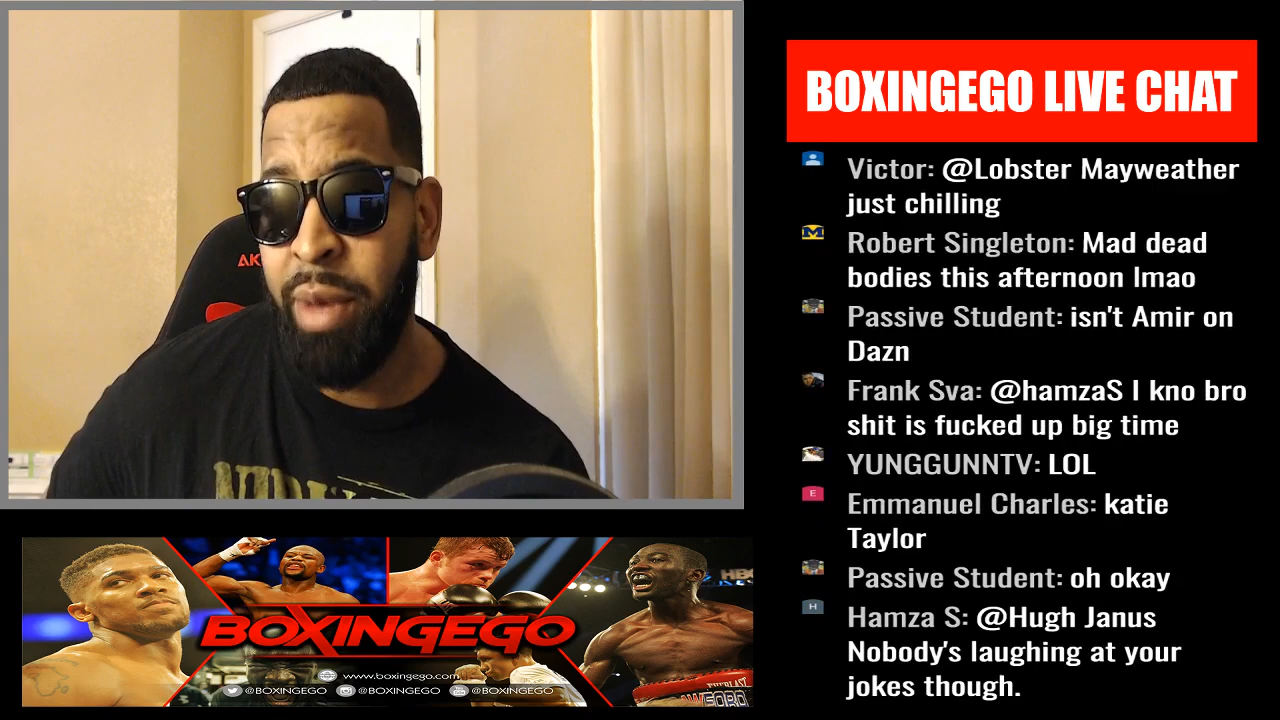 BOXINGEGO LIVE CHAT
Victor: @Lobster Mayweather
just chilling
Robert Singleton: Mad dead
bodies this afternoon lmao
Passive Student: isn't Amir on
Dazn
Frank Sva: @hamzaS I kno bro
shit is fucked up big time
YUNGGUNNTV: LOL
Emmanuel Charles: katie
Taylor
Passive Student: oh okay
Hamza S: @Hugh Janus
Nobody's laughing at your
jokes though.
AK
M
E
H
HBO
BOXINGEGO
www.boxingego.com
@BOXINGEGO @BOXINGEGO @BOXINGEGO
EVERLAST